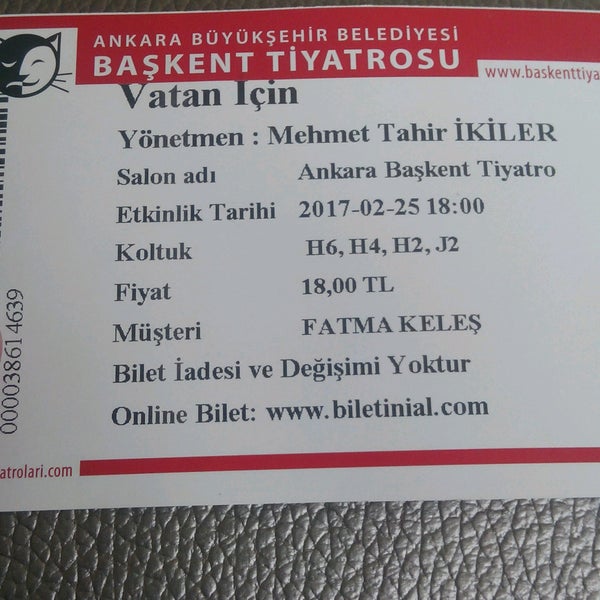 ANKARA BÜYÜKŞEHİR BELEDİYESİ
BAŞKENT TİYATROSU
www.baskenttiya
Vatan İçin
Yönetmen : Mehmet Tahir İKİLER
Salon adı Ankara Başkent Tiyatro
Etkinlik Tarihi 2017-02-25 18:00
Koltuk H6, H4, H2, J2
Fiyat 18,00 TL
Müşteri FATMA KELEŞ
Bilet İadesi ve Değişimi Yoktur
Online Bilet: www.biletinial.com
000038614639
atrolari.com